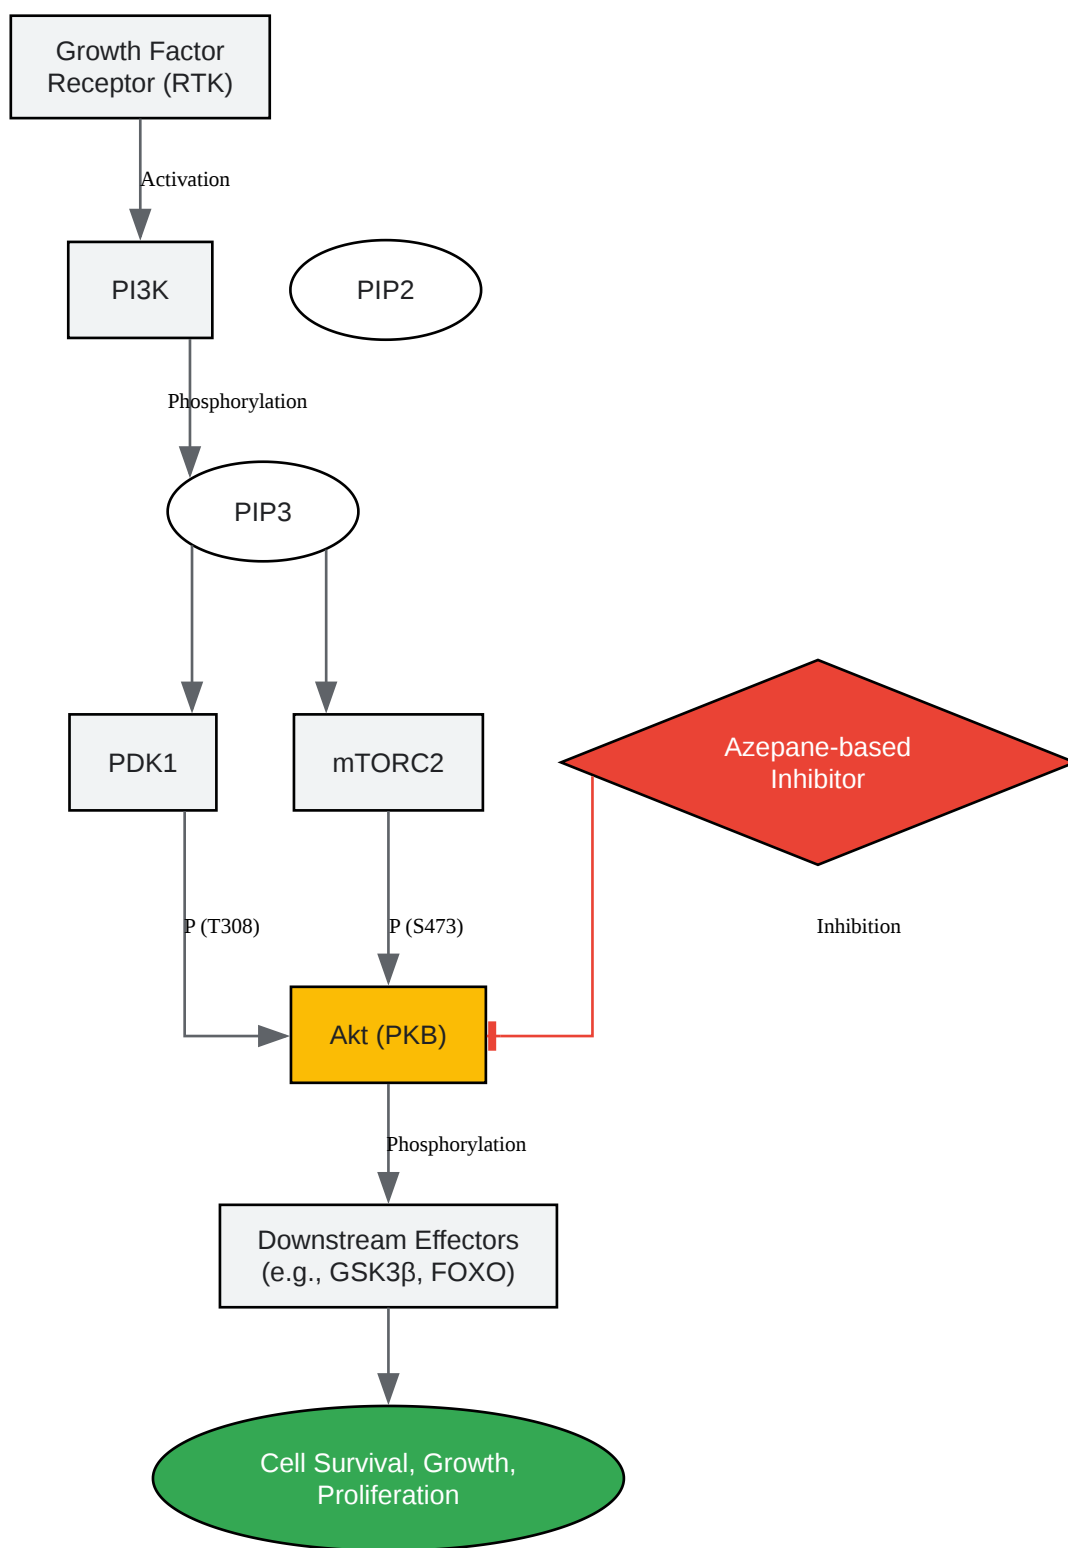 Growth Factor
Receptor (RTK)
Activation
PI3K
PIP2
Phosphorylation
PIP3
PDK1
mTORC2
Azepane-based
Inhibitor
P (T308)
P (S473)
Inhibition
Akt (PKB)
Phosphorylation
Downstream Effectors
(e.g., GSK3β, FOXO)
Cell Survival, Growth,
Proliferation